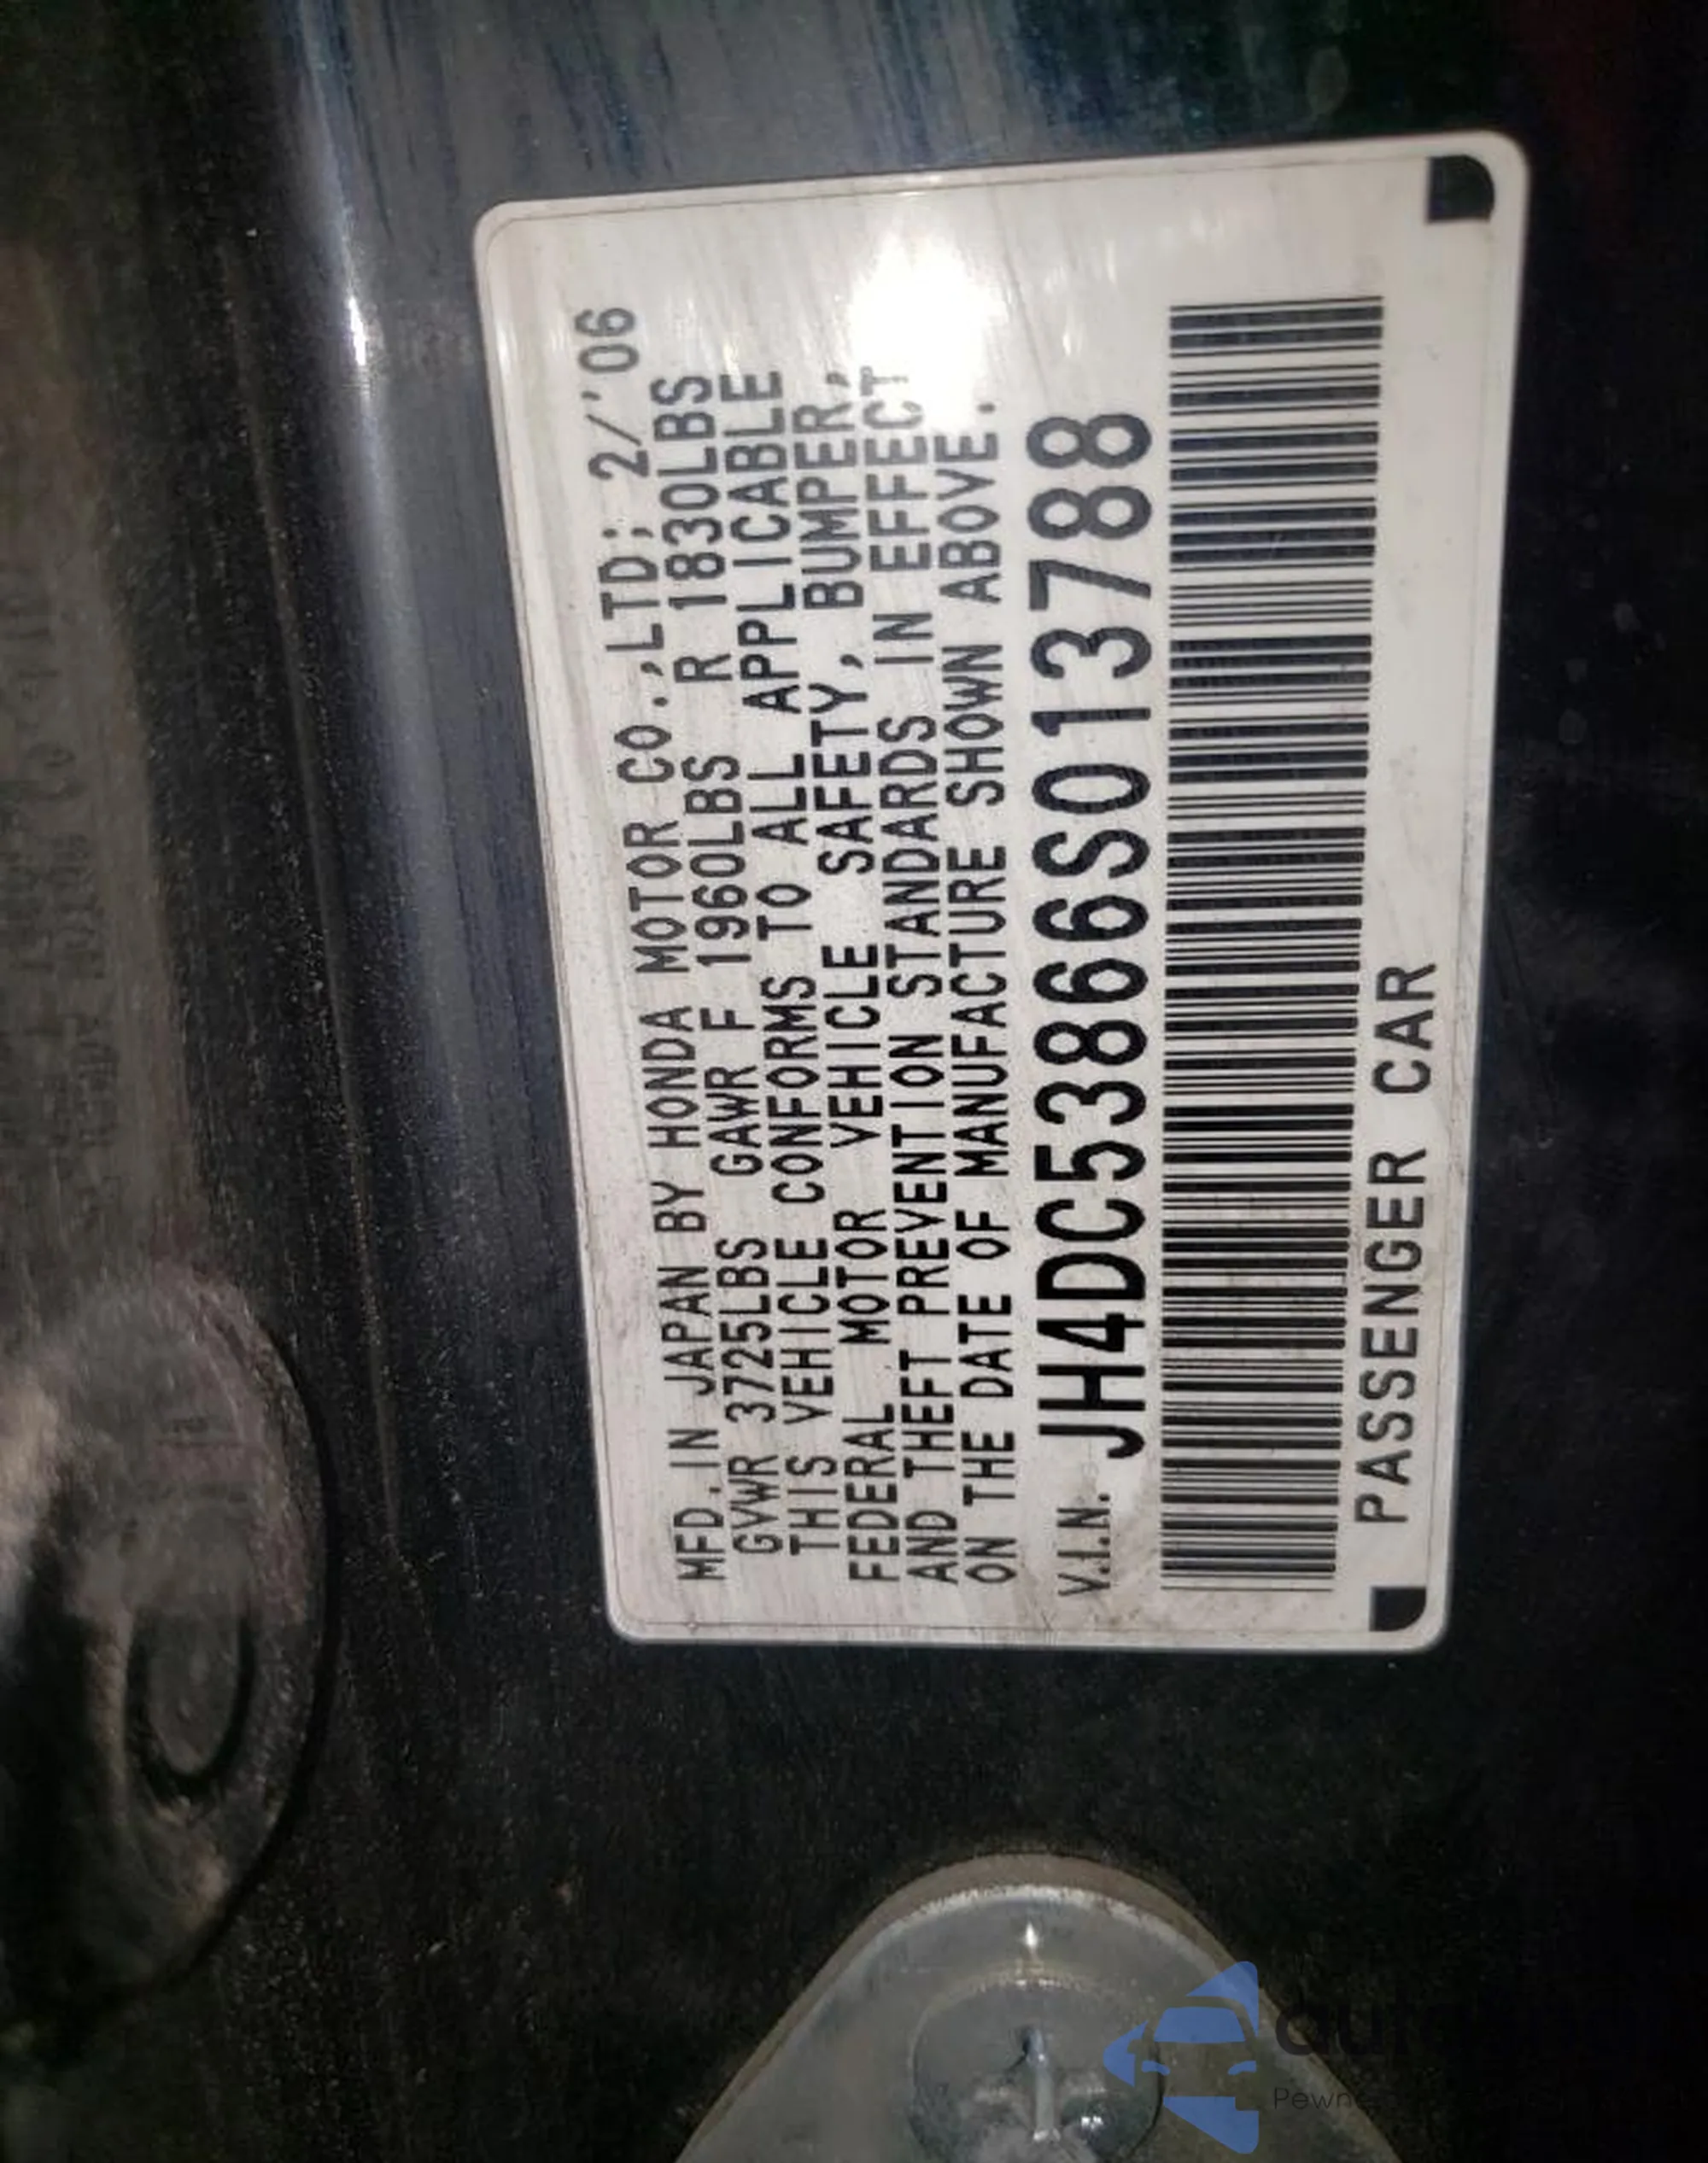 MFD. IN JAPAN BY HONDA MOTOR CO.,LTD; 2/'06
GVWR 3725LBS GAWR F 1960LBS R 1830LBS
THIS VEHICLE CONFORMS TO ALL APPLICABLE
FEDERAL MOTOR VEHICLE SAFETY, BUMPER,
AND THEFT PREVENTION STANDARDS IN EFFECT
ON THE DATE OF MANUFACTURE SHOWN ABOVE.
V.I.N. JH4DC53866S013788
PASSENGER CAR